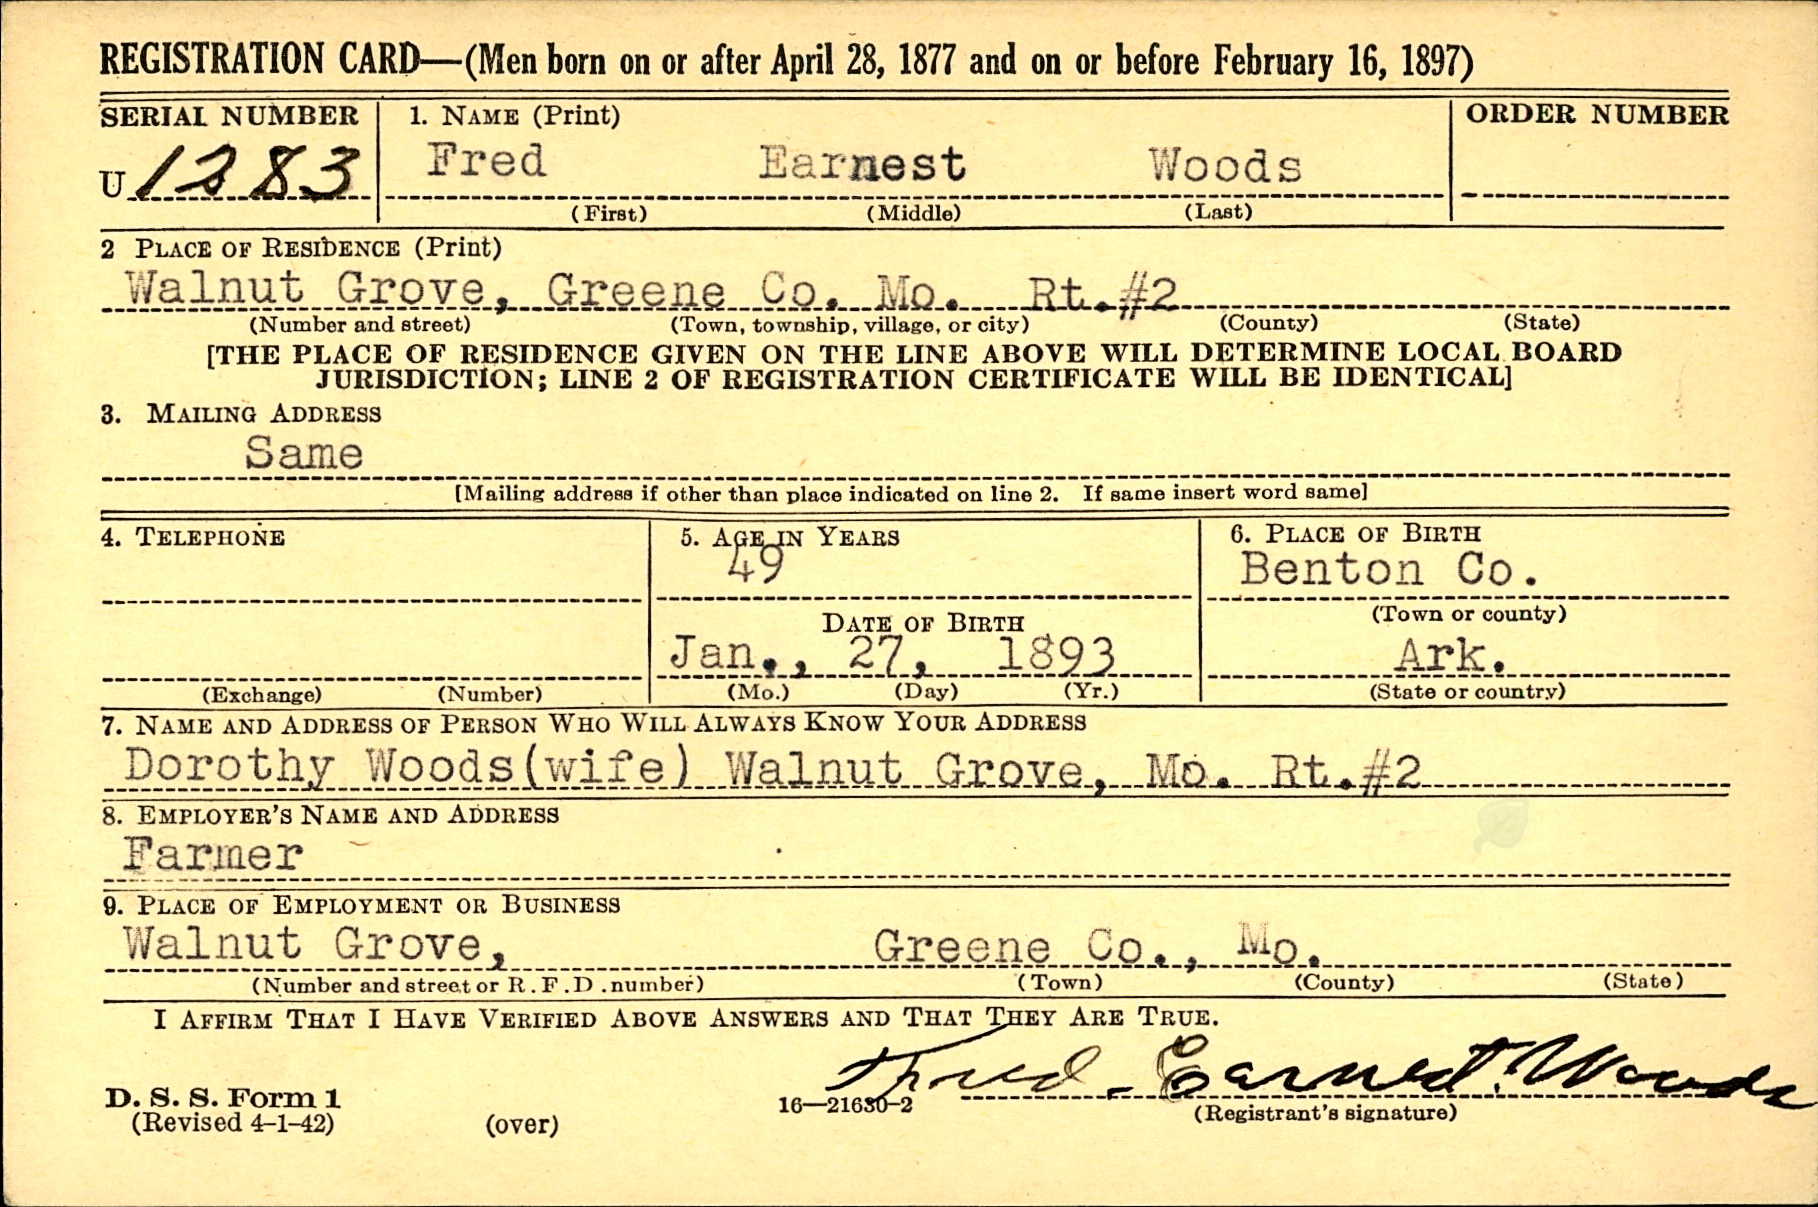 REGISTRATION CARD—(Men born on or after April 28, 1877 and on or before February 16, 1897)
SERIAL NUMBER 1. NAME (Print) ORDER NUMBER
U 1283 Fred Earnest Woods
(First) (Middle) (Last)
2 PLACE OF RESIDENCE (Print)
Walnut Grove, Greene Co. Mo. Rt.#2
(Number and street) (Town, township, village, or city) (County) (State)
[THE PLACE OF RESIDENCE GIVEN ON THE LINE ABOVE WILL DETERMINE LOCAL BOARD
JURISDICTION; LINE 2 OF REGISTRATION CERTIFICATE WILL BE IDENTICAL]
3. MAILING ADDRESS
Same
[Mailing address if other than place indicated on line 2. If same insert word same]
4. TELEPHONE 5. AGE IN YEARS 6. PLACE OF BIRTH
49 Benton Co.
DATE OF BIRTH (Town or county)
Jan., 27, 1893 Ark.
(Exchange) (Number) (Mo.) (Day) (Yr.) (State or country)
7. NAME AND ADDRESS OF PERSON WHO WILL ALWAYS KNOW YOUR ADDRESS
Dorothy Woods(wife) Walnut Grove, Mo. Rt.#2
8. EMPLOYER'S NAME AND ADDRESS
Farmer
9. PLACE OF EMPLOYMENT OR BUSINESS
Walnut Grove, Greene Co., Mo.
(Number and street or R.F.D. number) (Town) (County) (State)
I AFFIRM THAT I HAVE VERIFIED ABOVE ANSWERS AND THAT THEY ARE TRUE.
Fred Earnest Woods
D. S. S. Form 1 16—21630-2 (Registrant's signature)
(Revised 4-1-42) (over)